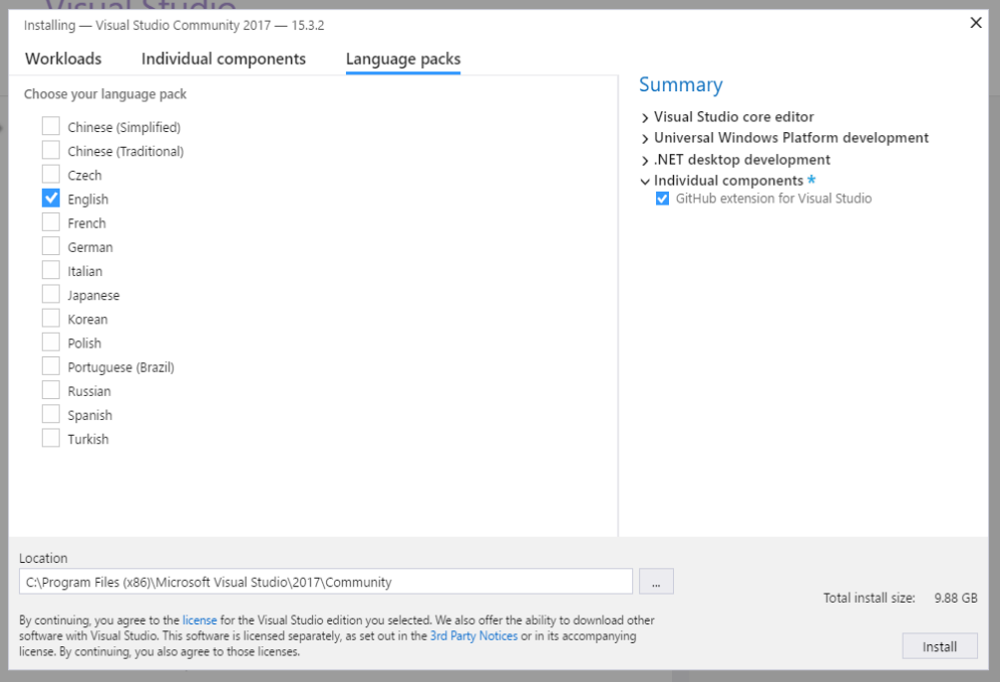 Visual Studio
Installing — Visual Studio Community 2017 — 15.3.2
Workloads
Individual components
Language packs
Choose your language pack
Chinese (Simplified)
Chinese (Traditional)
Czech
English
French
German
Italian
Japanese
Korean
Polish
Portuguese (Brazil)
Russian
Spanish
Turkish
Summary
Visual Studio core editor
Universal Windows Platform development
.NET desktop development
Individual components *
GitHub extension for Visual Studio
Location
C:\Program Files (x86)\Microsoft Visual Studio\2017\Community
...
Total install size: 9.88 GB
By continuing, you agree to the license for the Visual Studio edition you selected. We also offer the ability to download other
software with Visual Studio. This software is licensed separately, as set out in the 3rd Party Notices or in its accompanying
license. By continuing, you also agree to those licenses.
Install